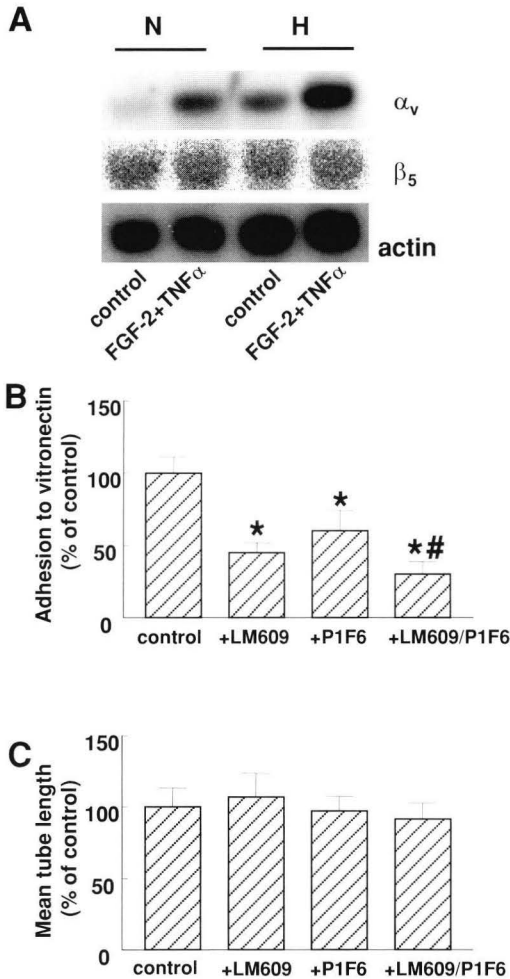 A
N H
αv
β5
actin
control FGF-2+TNFα control FGF-2+TNFα
B
Adhesion to vitronectin
(% of control)
150
100
50
0
* * *#
control +LM609 +P1F6 +LM609/P1F6
C
Mean tube length
(% of control)
150
100
50
0
control +LM609 +P1F6 +LM609/P1F6